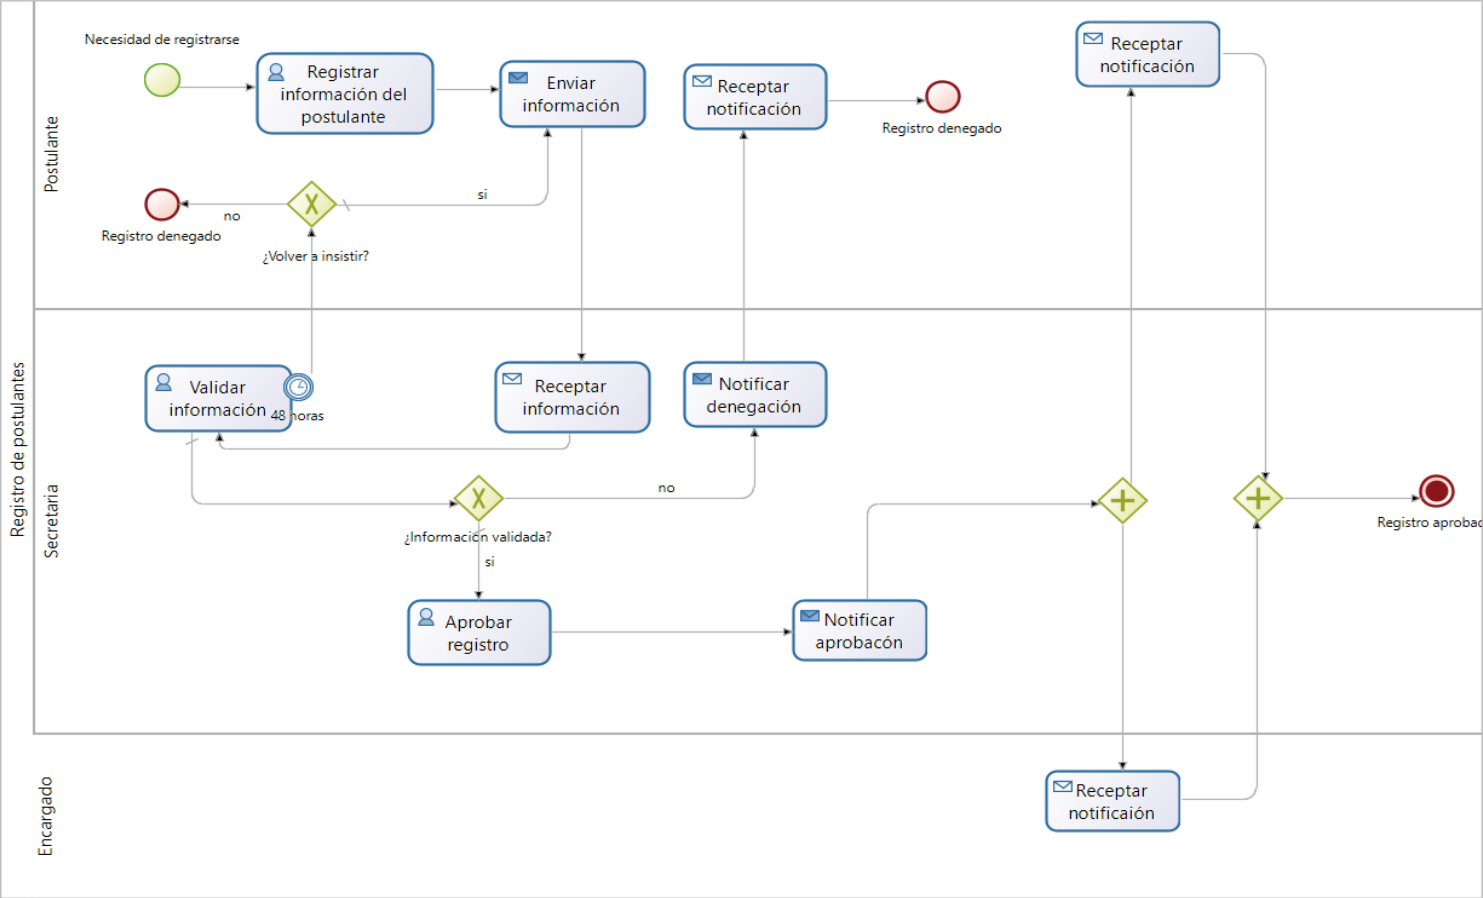 Registro de postulantes
Postulante
Necesidad de registrarse
Registrar
información del
postulante
Enviar
información
Receptar
notificación
Registro denegado
Receptar
notificación
no
si
Registro denegado
¿Volver a insistir?
Secretaria
Validar
información
48 horas
Receptar
información
Notificar
denegación
no
¿Información validada?
si
Registro aprobac
Aprobar
registro
Notificar
aprobacón
Encargado
Receptar
notificaión